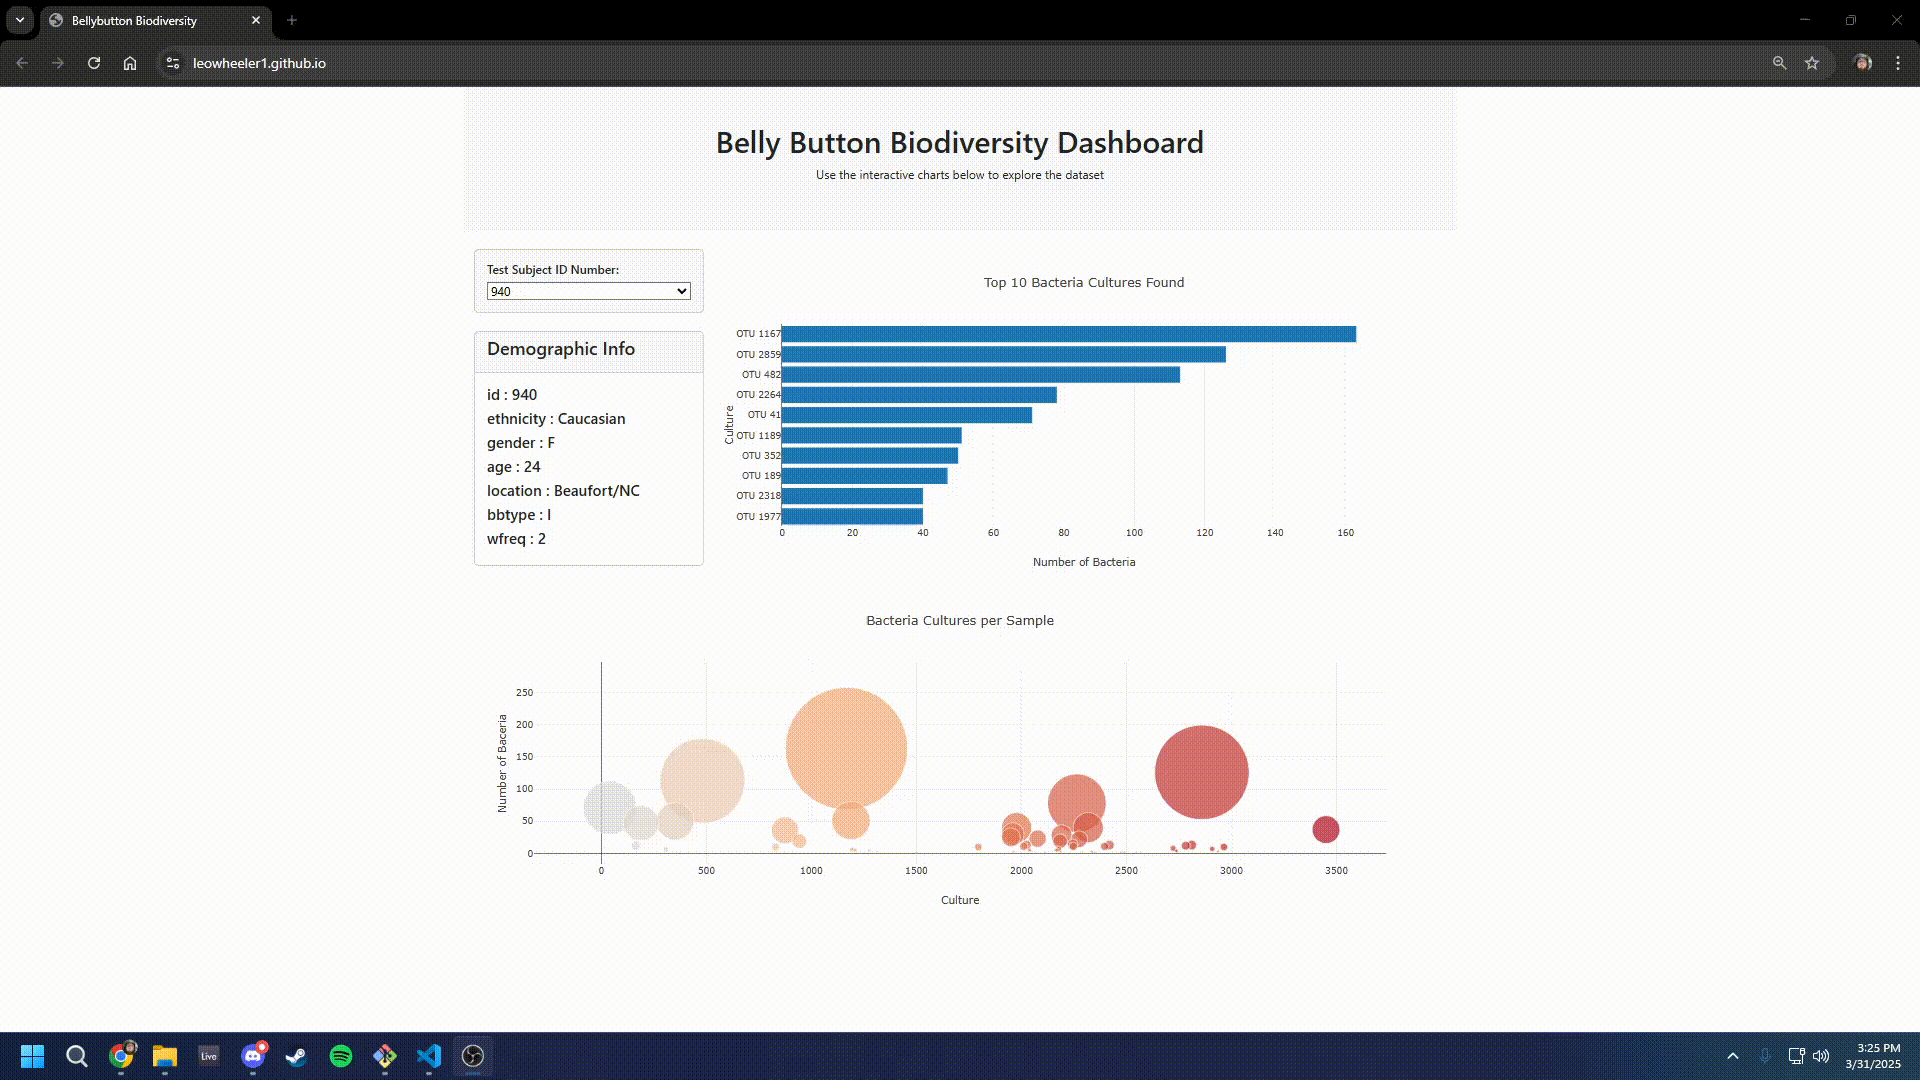 Bellybutton Biodiversity
leowheeler1.github.io
Belly Button Biodiversity Dashboard
Use the interactive charts below to explore the dataset
Test Subject ID Number:
940
Demographic Info
id : 940
ethnicity : Caucasian
gender : F
age : 24
location : Beaufort/NC
bbtype : I
wfreq : 2
Top 10 Bacteria Cultures Found
Culture
OTU 1167
OTU 2859
OTU 482
OTU 2264
OTU 41
OTU 1189
OTU 352
OTU 189
OTU 2318
OTU 1977
0 20 40 60 80 100 120 140 160
Number of Bacteria
Bacteria Cultures per Sample
Number of Baceria
250
200
150
100
50
0
0 500 1000 1500 2000 2500 3000 3500
Culture
Live
3:25 PM
3/31/2025